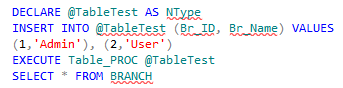 DECLARE @TableTest AS NType
INSERT INTO @TableTest (Br_ID, Br_Name) VALUES
(1,'Admin'), (2,'User')
EXECUTE Table_PROC @TableTest
SELECT * FROM BRANCH